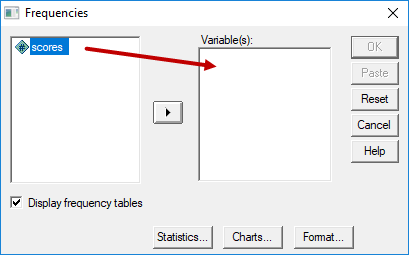 Frequencies
Variable(s):
scores
OK
Paste
Reset
Cancel
Help
Display frequency tables
Statistics... Charts... Format...